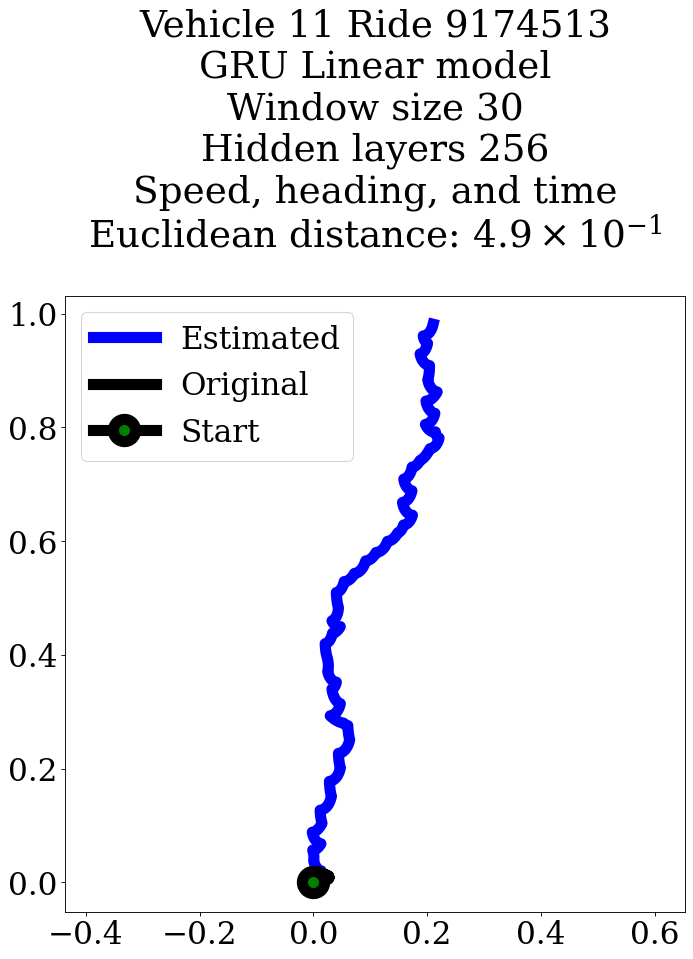 Vehicle 11 Ride 9174513
GRU Linear model
Window size 30
Hidden layers 256
Speed, heading, and time
Euclidean distance: 4.9 × 10⁻¹
Estimated
Original
Start
1.0
0.8
0.6
0.4
0.2
0.0
−0.4 −0.2 0.0 0.2 0.4 0.6